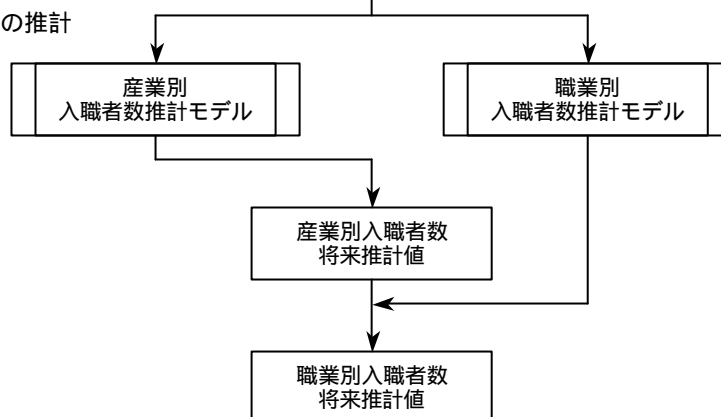 の推計
産業別
入職者数推計モデル
職業別
入職者数推計モデル
産業別入職者数
将来推計値
職業別入職者数
将来推計値